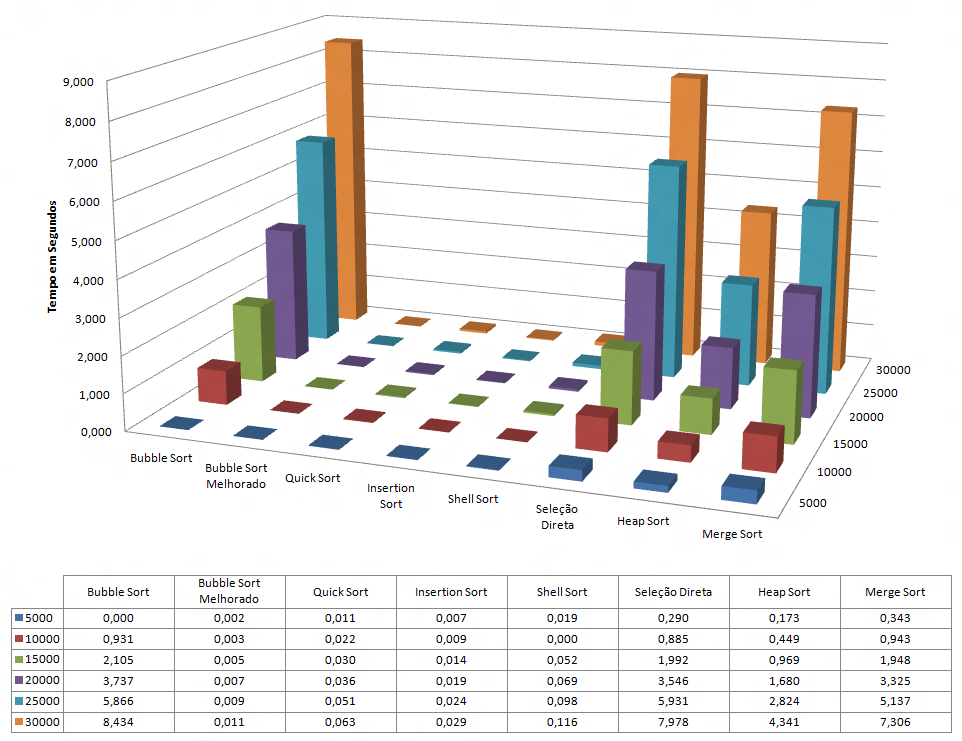 9,000
8,000
7,000
6,000
5,000
4,000
3,000
2,000
1,000
0,000
Tempo em Segundos
30000
25000
20000
15000
10000
5000
Bubble Sort
Bubble Sort
Melhorado
Quick Sort
Insertion
Sort
Shell Sort
Seleção
Direta
Heap Sort
Merge Sort
Bubble Sort Bubble Sort Melhorado Quick Sort Insertion Sort Shell Sort Seleção Direta Heap Sort Merge Sort
5000 0,000 0,002 0,011 0,007 0,019 0,290 0,173 0,343
10000 0,931 0,003 0,022 0,009 0,000 0,885 0,449 0,943
15000 2,105 0,005 0,030 0,014 0,052 1,992 0,969 1,948
20000 3,737 0,007 0,036 0,019 0,069 3,546 1,680 3,325
25000 5,866 0,009 0,051 0,024 0,098 5,931 2,824 5,137
30000 8,434 0,011 0,063 0,029 0,116 7,978 4,341 7,306